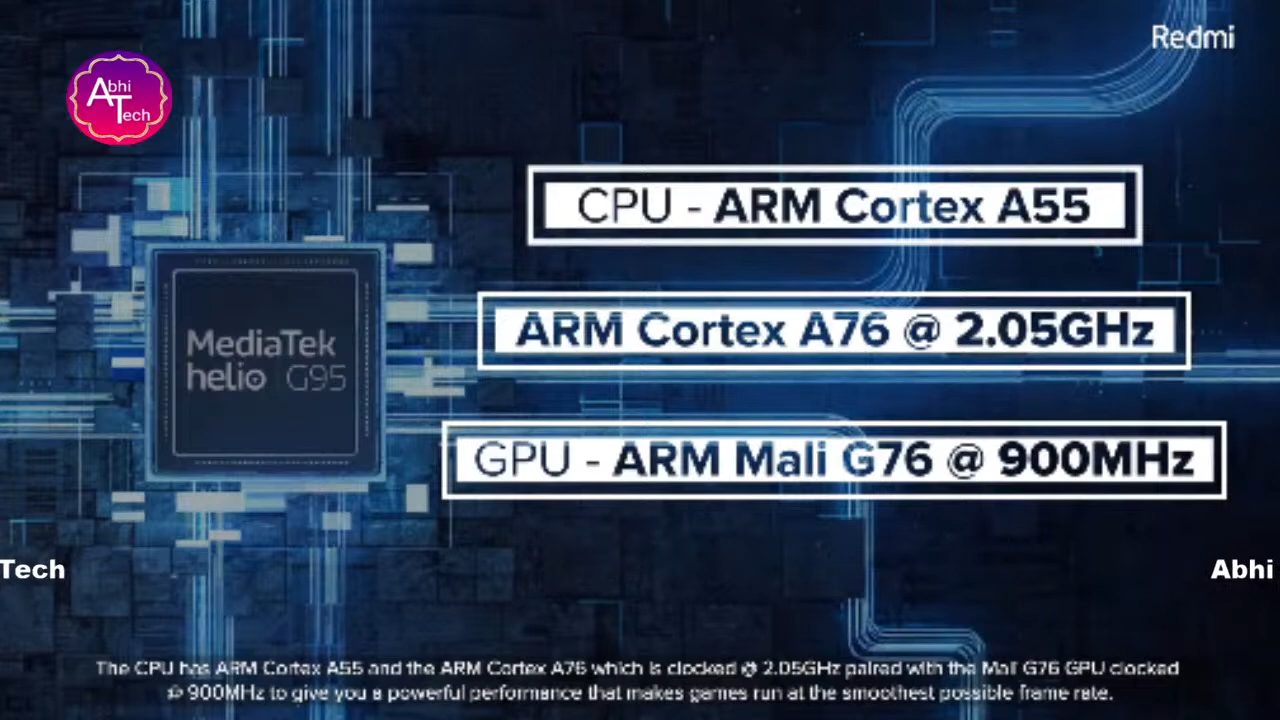 Redmi
Abhi
Tech
CPU - ARM Cortex A55
ARM Cortex A76 @ 2.05GHz
MediaTek
helio G95
GPU - ARM Mali G76 @ 900MHz
Tech
Abhi
The CPU has ARM Cortex A55 and the ARM Cortex A76 which is clocked @ 2.05GHz paired with the Mali G76 GPU clocked
@ 900MHz to give you a powerful performance that makes games run at the smoothest possible frame rate.